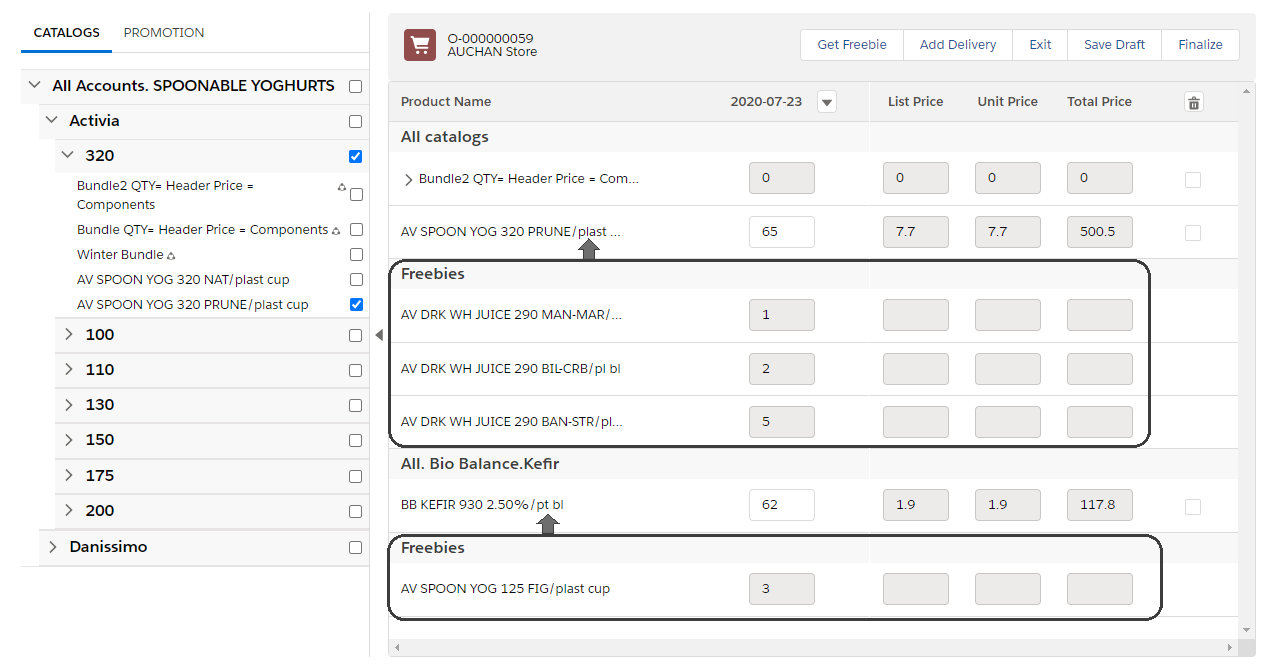 CATALOGS PROMOTION
All Accounts. SPOONABLE YOGHURTS
Activia
320
Bundle2 QTY= Header Price =
Components
Bundle QTY= Header Price = Components
Winter Bundle
AV SPOON YOG 320 NAT/plast cup
AV SPOON YOG 320 PRUNE/plast cup
100
110
130
150
175
200
Danissimo
O-000000059
AUCHAN Store
Get Freebie Add Delivery Exit Save Draft Finalize
Product Name 2020-07-23 List Price Unit Price Total Price
All catalogs
Bundle2 QTY= Header Price = Com... 0 0 0 0
AV SPOON YOG 320 PRUNE/plast ... 65 7.7 7.7 500.5
Freebies
AV DRK WH JUICE 290 MAN-MAR/... 1
AV DRK WH JUICE 290 BIL-CRB/pl bl 2
AV DRK WH JUICE 290 BAN-STR/pl... 5
All. Bio Balance.Kefir
BB KEFIR 930 2.50%/pt bl 62 1.9 1.9 117.8
Freebies
AV SPOON YOG 125 FIG/plast cup 3